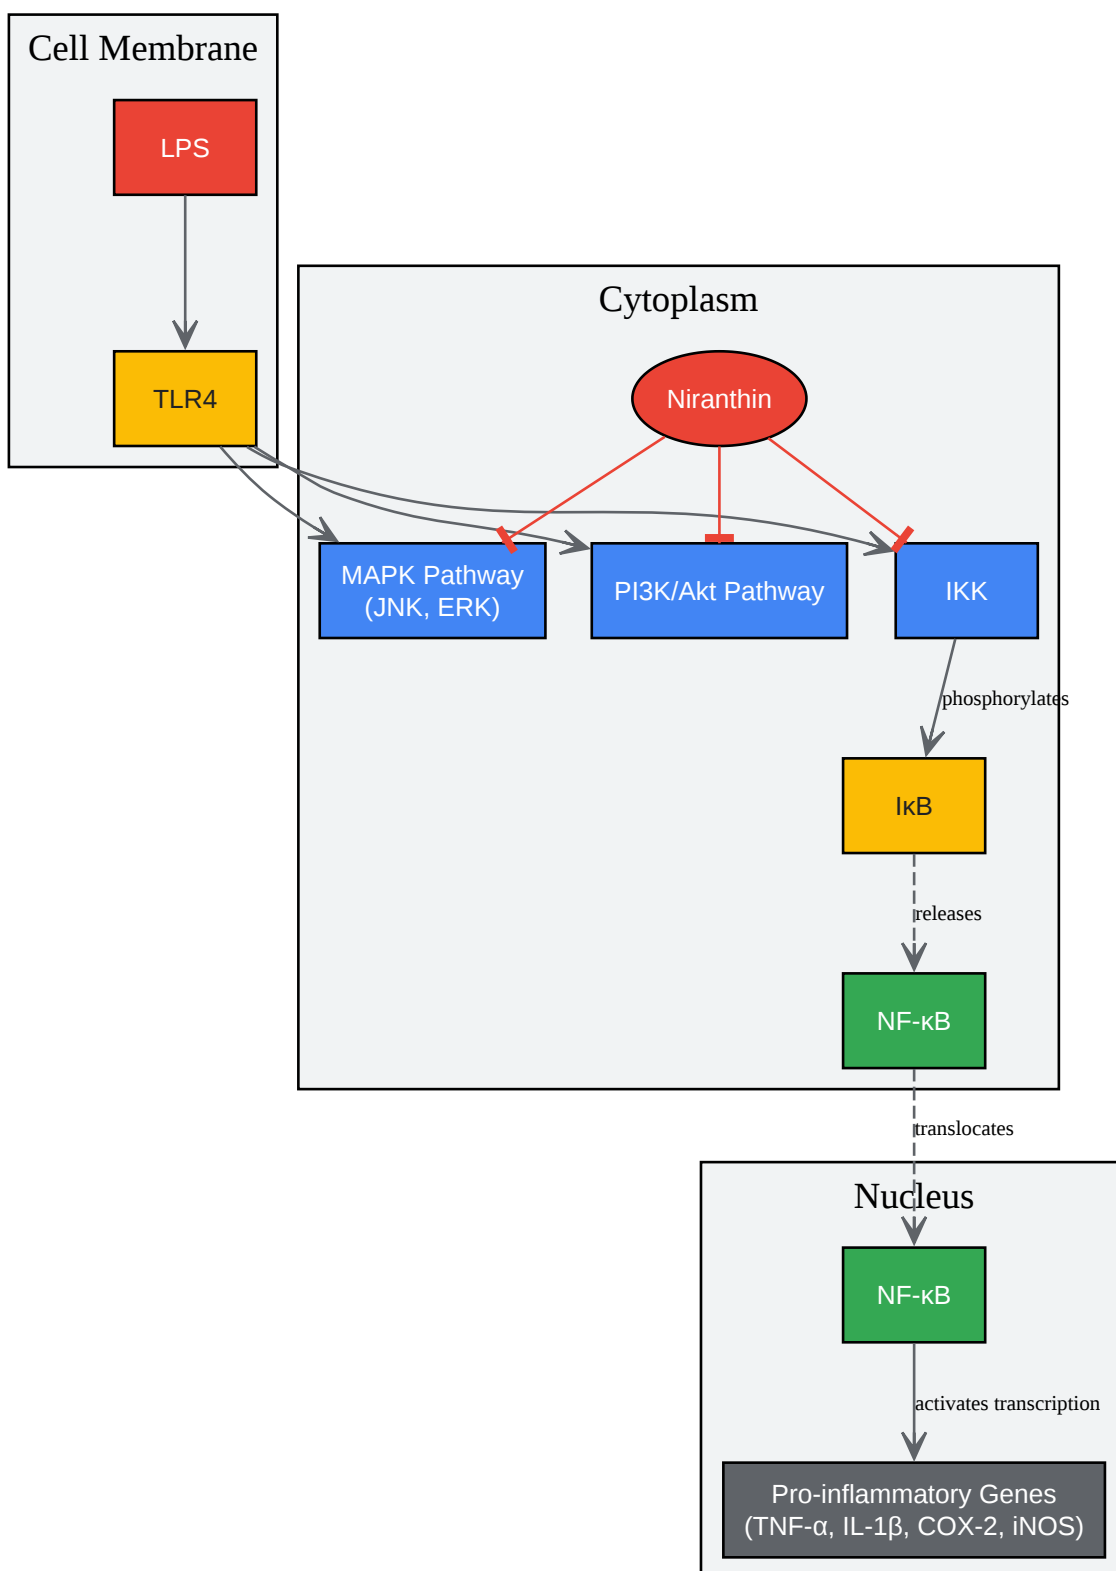 Cell Membrane
LPS
TLR4
Cytoplasm
Niranthin
MAPK Pathway
(JNK, ERK)
PI3K/Akt Pathway
IKK
phosphorylates
IκB
releases
NF-κB
translocates
Nucleus
NF-κB
activates transcription
Pro-inflammatory Genes
(TNF-α, IL-1β, COX-2, iNOS)